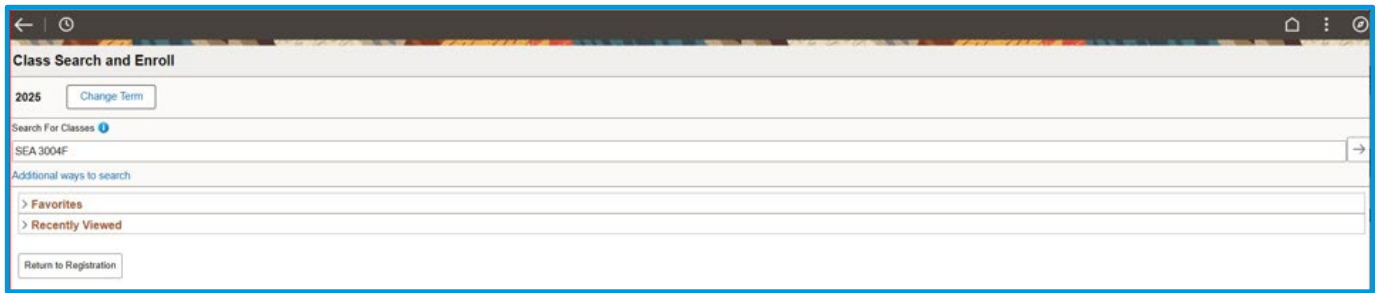 Class Search and Enroll
2025 Change Term
Search For Classes
SEA 3004F
Additional ways to search
Favorites
Recently Viewed
Return to Registration